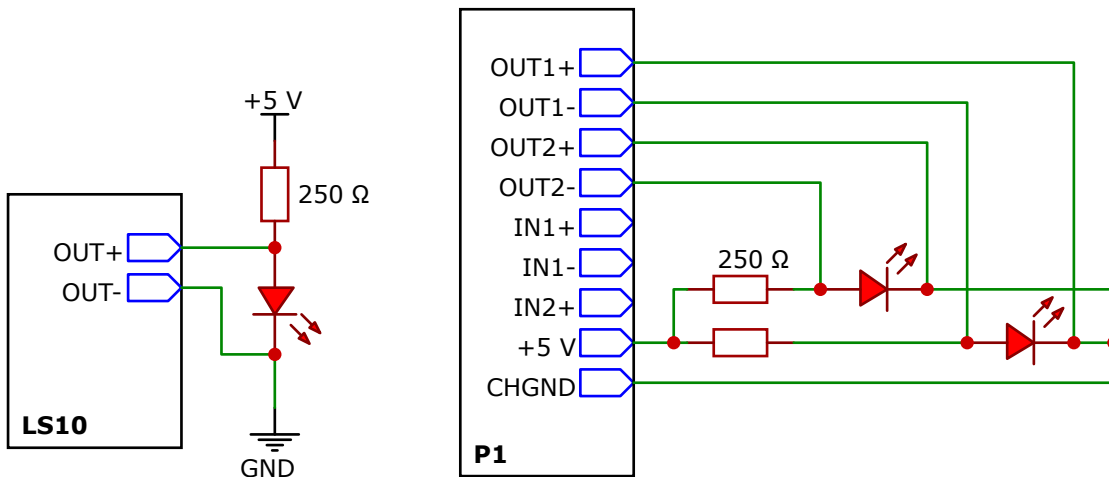 +5 V
250 Ω
OUT+
OUT-
LS10
GND
OUT1+
OUT1-
OUT2+
OUT2-
IN1+
IN1-
IN2+
+5 V
CHGND
P1
250 Ω